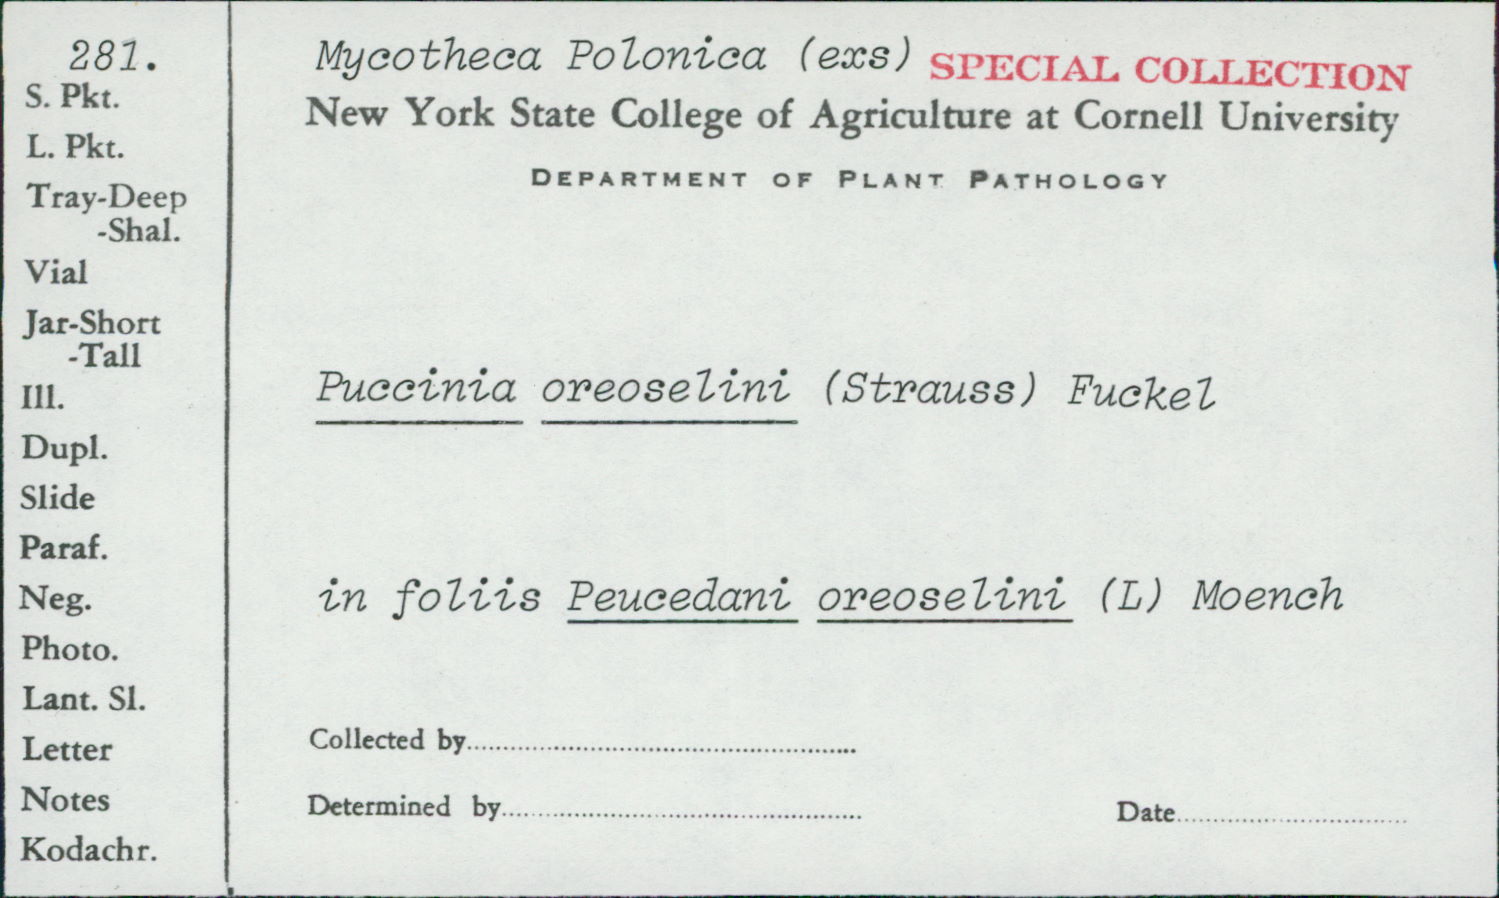 281.
S. Pkt.
L. Pkt.
Tray-Deep
-Shal.
Vial
Jar-Short
-Tall
Ill.
Dupl.
Slide
Paraf.
Neg.
Photo.
Lant. Sl.
Letter
Notes
Kodachr.
Mycotheca Polonica (exs) SPECIAL COLLECTION
New York State College of Agriculture at Cornell University
DEPARTMENT OF PLANT PATHOLOGY
Puccinia oreoselini (Strauss) Fuckel
in foliis Peucedani oreoselini (L) Moench
Collected by
Determined by Date